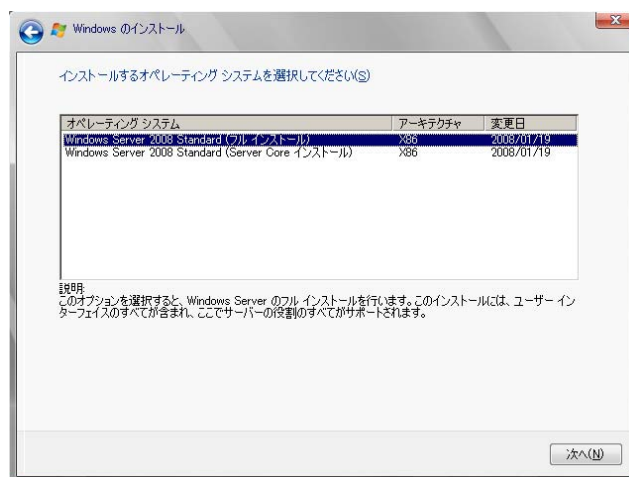 Windows のインストール
インストールするオペレーティング システムを選択してください(S)
オペレーティング システム アーキテクチャ 変更日
Windows Server 2008 Standard (フル インストール) X86 2008/01/19
Windows Server 2008 Standard (Server Core インストール) X86 2008/01/19
説明:
このオプションを選択すると、Windows Server のフル インストールを行います。このインストールには、ユーザー イン
ターフェイスのすべてが含まれ、ここでサーバーの役割のすべてがサポートされます。
次へ(N)